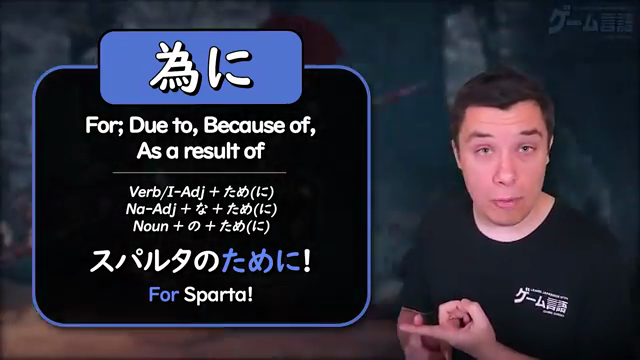 為に
For; Due to, Because of,
As a result of
Verb/I-Adj + ため(に)
Na-Adj + な + ため(に)
Noun + の + ため(に)
スパルタのために!
For Sparta!
ゲーム言語
ゲーム言語